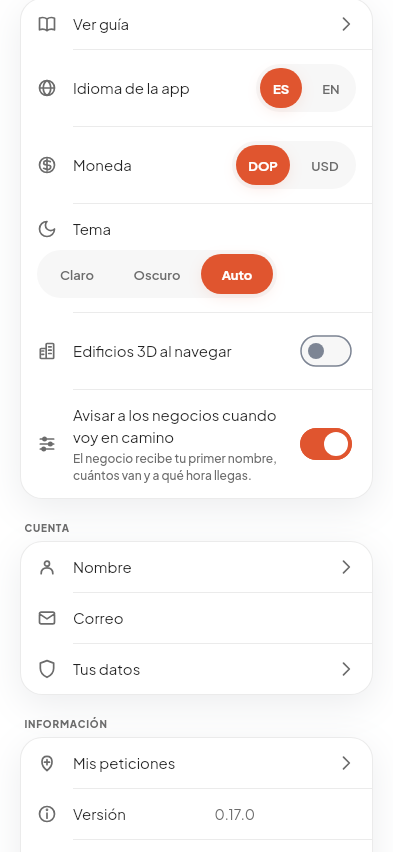 Ver guía
Idioma de la app
ES EN
Moneda
DOP USD
Tema
Claro Oscuro Auto
Edificios 3D al navegar
Avisar a los negocios cuando
voy en camino
El negocio recibe tu primer nombre,
cuántos van y a qué hora llegas.
CUENTA
Nombre
Correo
Tus datos
INFORMACIÓN
Mis peticiones
Versión 0.17.0